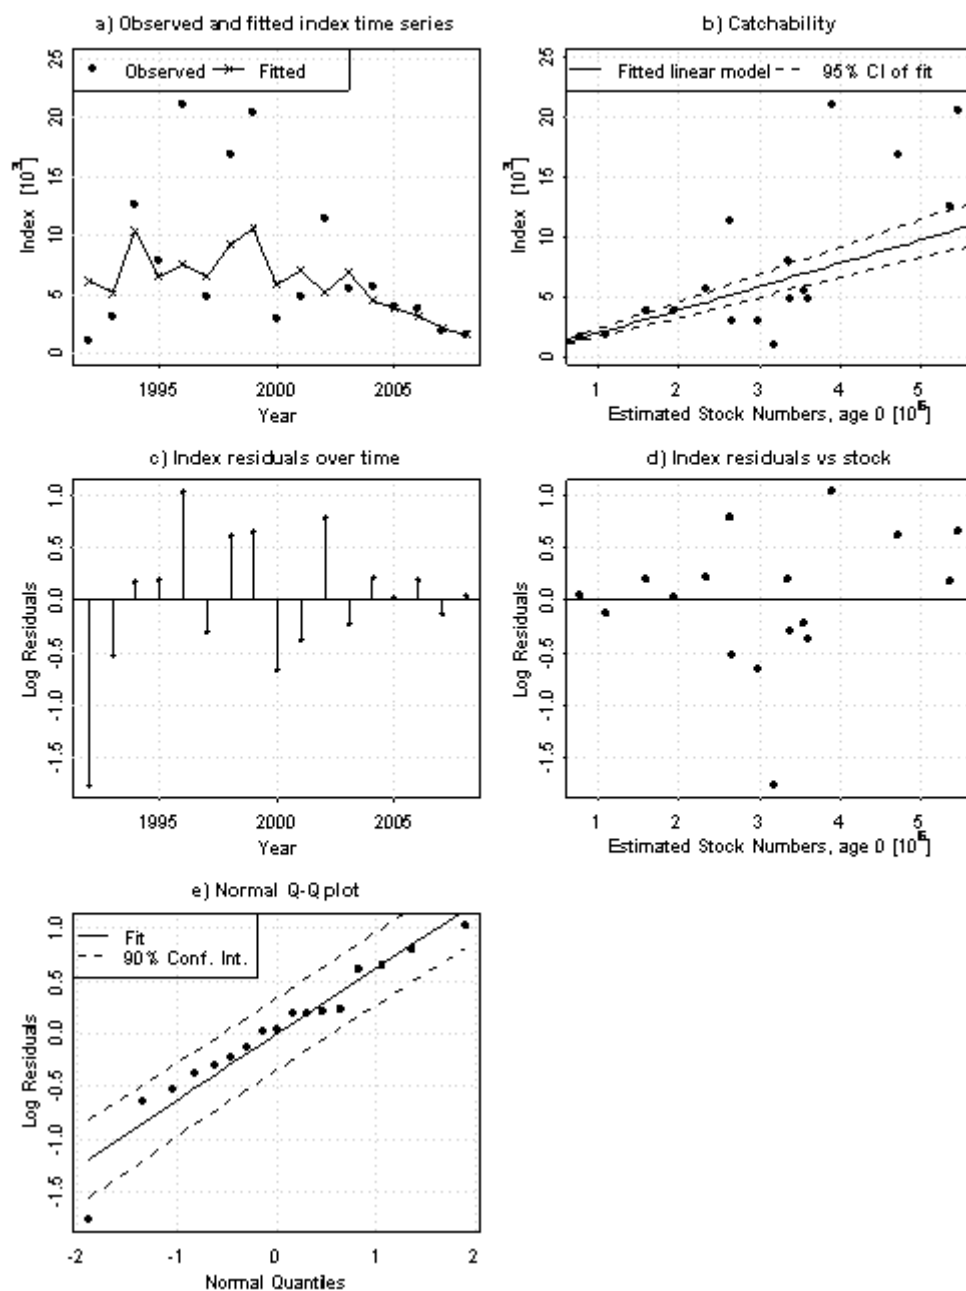 a) Observed and fitted index time series
Observed Fitted
Index [10^3]
0 5 10 15 20 25
1995 2000 2005
Year
b) Catchability
Fitted linear model 95% CI of fit
Index [10^3]
0 5 10 15 20 25
1 2 3 4 5
Estimated Stock Numbers, age 0 [10^6]
c) Index residuals over time
Log Residuals
-1.5 -1.0 -0.5 0.0 0.5 1.0
1995 2000 2005
Year
d) Index residuals vs stock
Log Residuals
-1.5 -1.0 -0.5 0.0 0.5 1.0
1 2 3 4 5
Estimated Stock Numbers, age 0
e) Normal Q-Q plot
Fit
90% Conf. Int.
Log Residuals
-1.5 -1.0 -0.5 0.0 0.5 1.0
-2 -1 0 1 2
Normal Quantiles